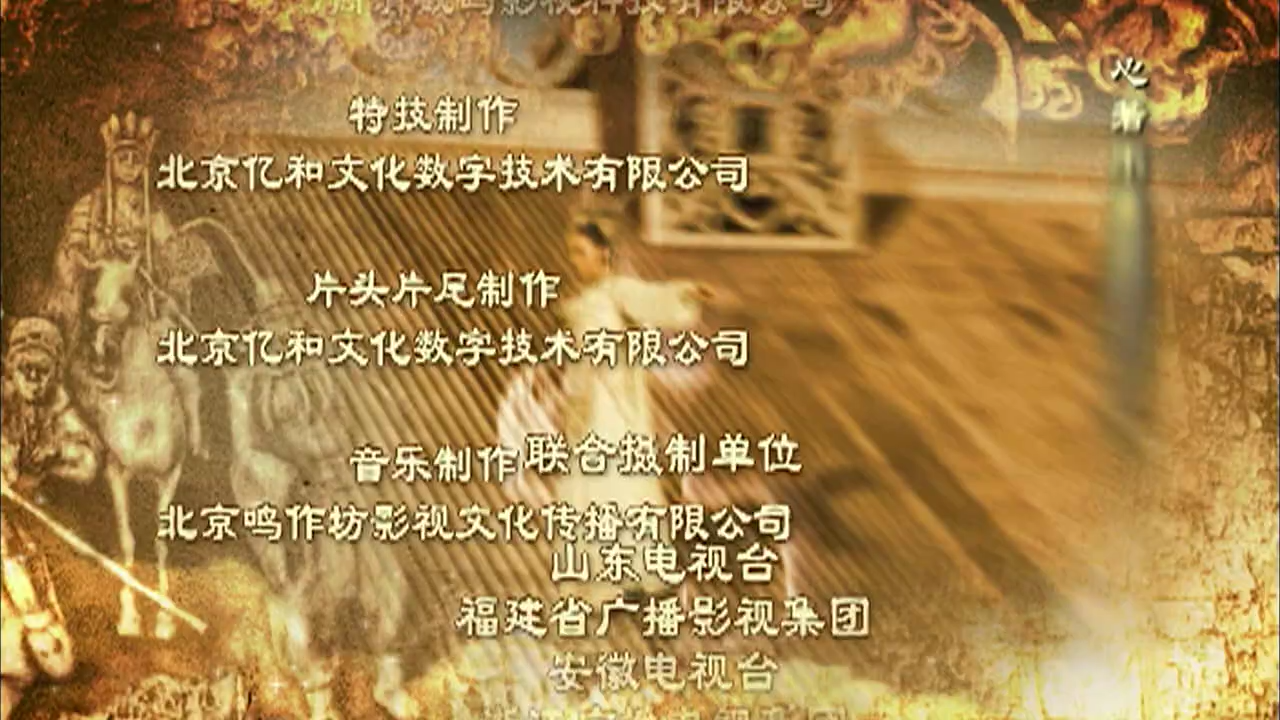 特技制作
北京亿和文化数字技术有限公司
片头片尾制作
北京亿和文化数字技术有限公司
音乐制作
联合摄制单位
北京鸣作坊影视文化传播有限公司
山东电视台
福建省广播影视集团
安徽电视台
心